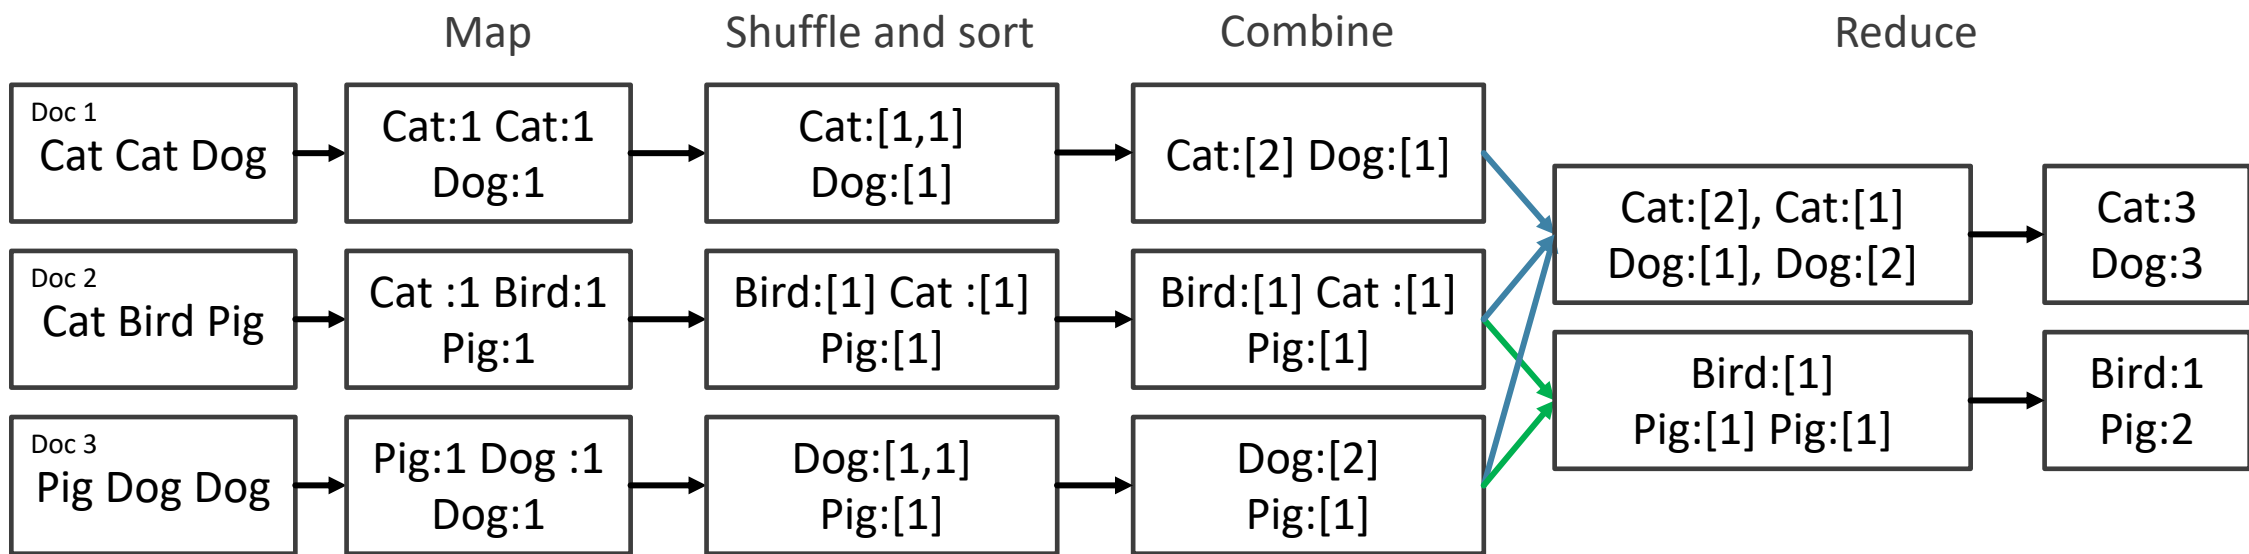 Map
Shuffle and sort
Combine
Reduce
Doc 1
Cat Cat Dog
Cat:1 Cat:1
Dog:1
Cat:[1,1]
Dog:[1]
Cat:[2] Dog:[1]
Doc 2
Cat Bird Pig
Cat :1 Bird:1
Pig:1
Bird:[1] Cat :[1]
Pig:[1]
Bird:[1] Cat :[1]
Pig:[1]
Doc 3
Pig Dog Dog
Pig:1 Dog :1
Dog:1
Dog:[1,1]
Pig:[1]
Dog:[2]
Pig:[1]
Cat:[2], Cat:[1]
Dog:[1], Dog:[2]
Cat:3
Dog:3
Bird:[1]
Pig:[1] Pig:[1]
Bird:1
Pig:2